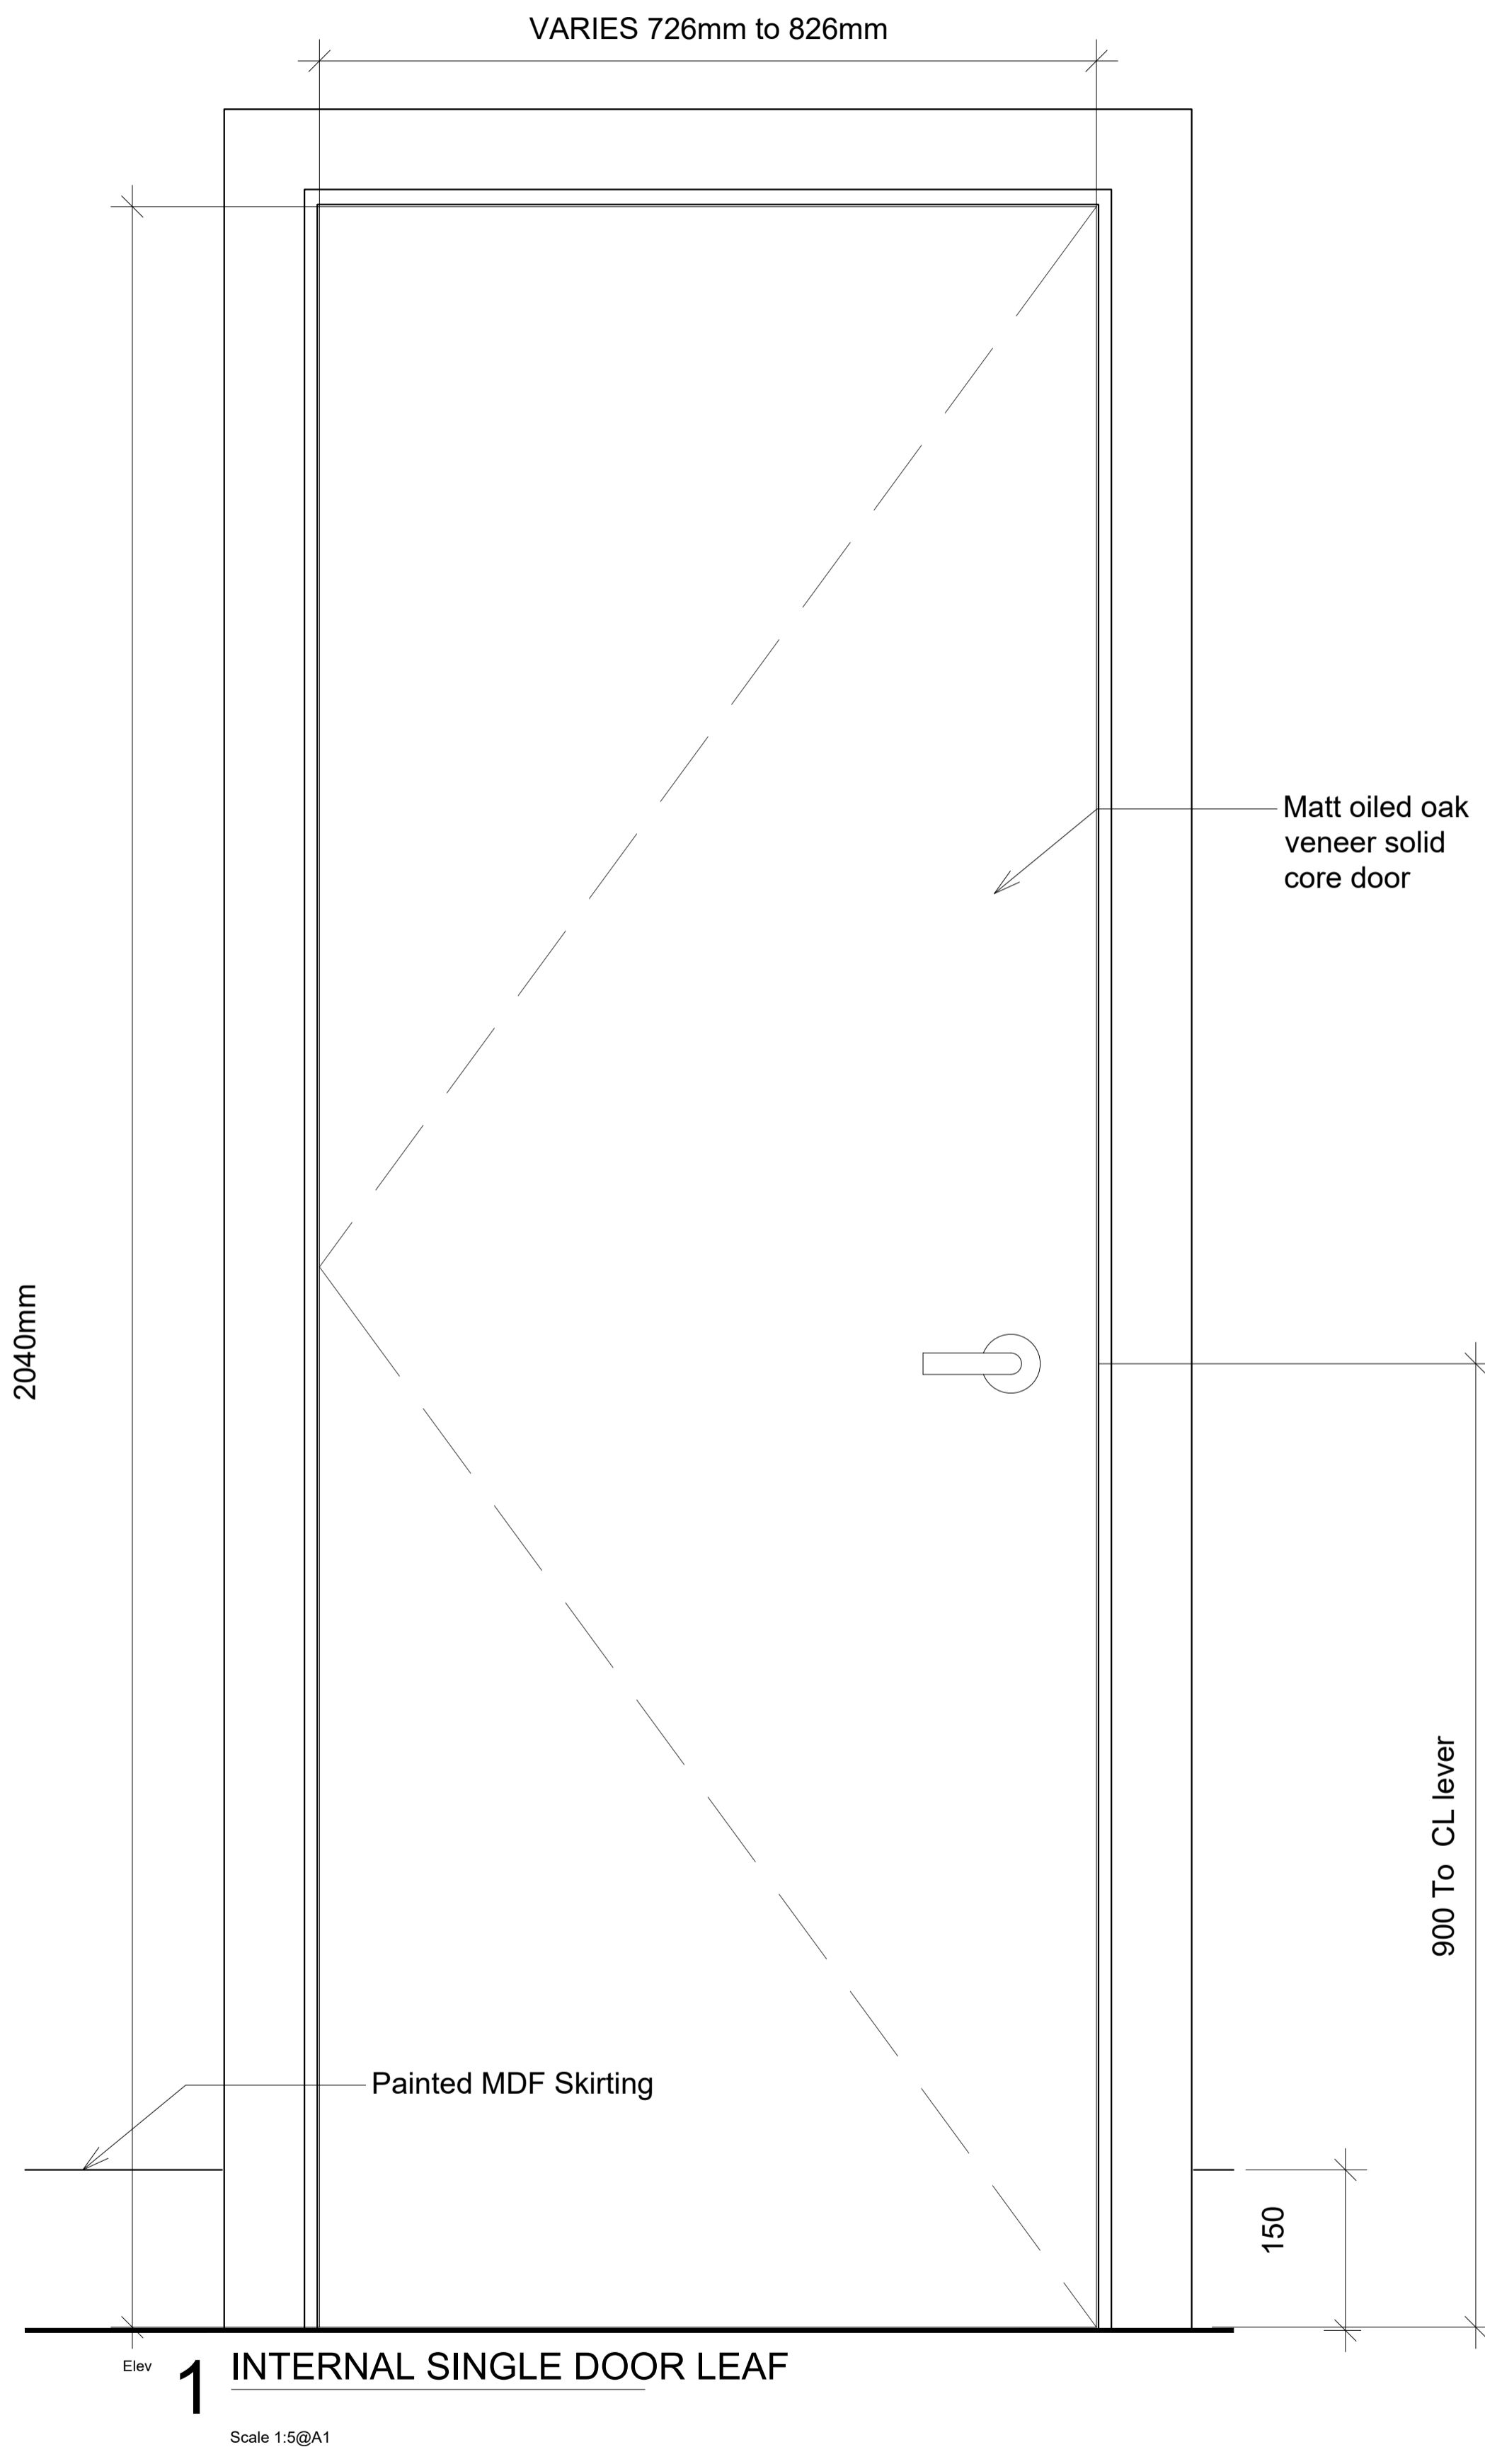 VARIES 726mm to 826mm
Matt oiled oak
veneer solid
core door
2040mm
900 To  CL lever
Painted MDF Skirting
150
Elev
1
INTERNAL SINGLE DOOR LEAF
Scale 1:5@A1